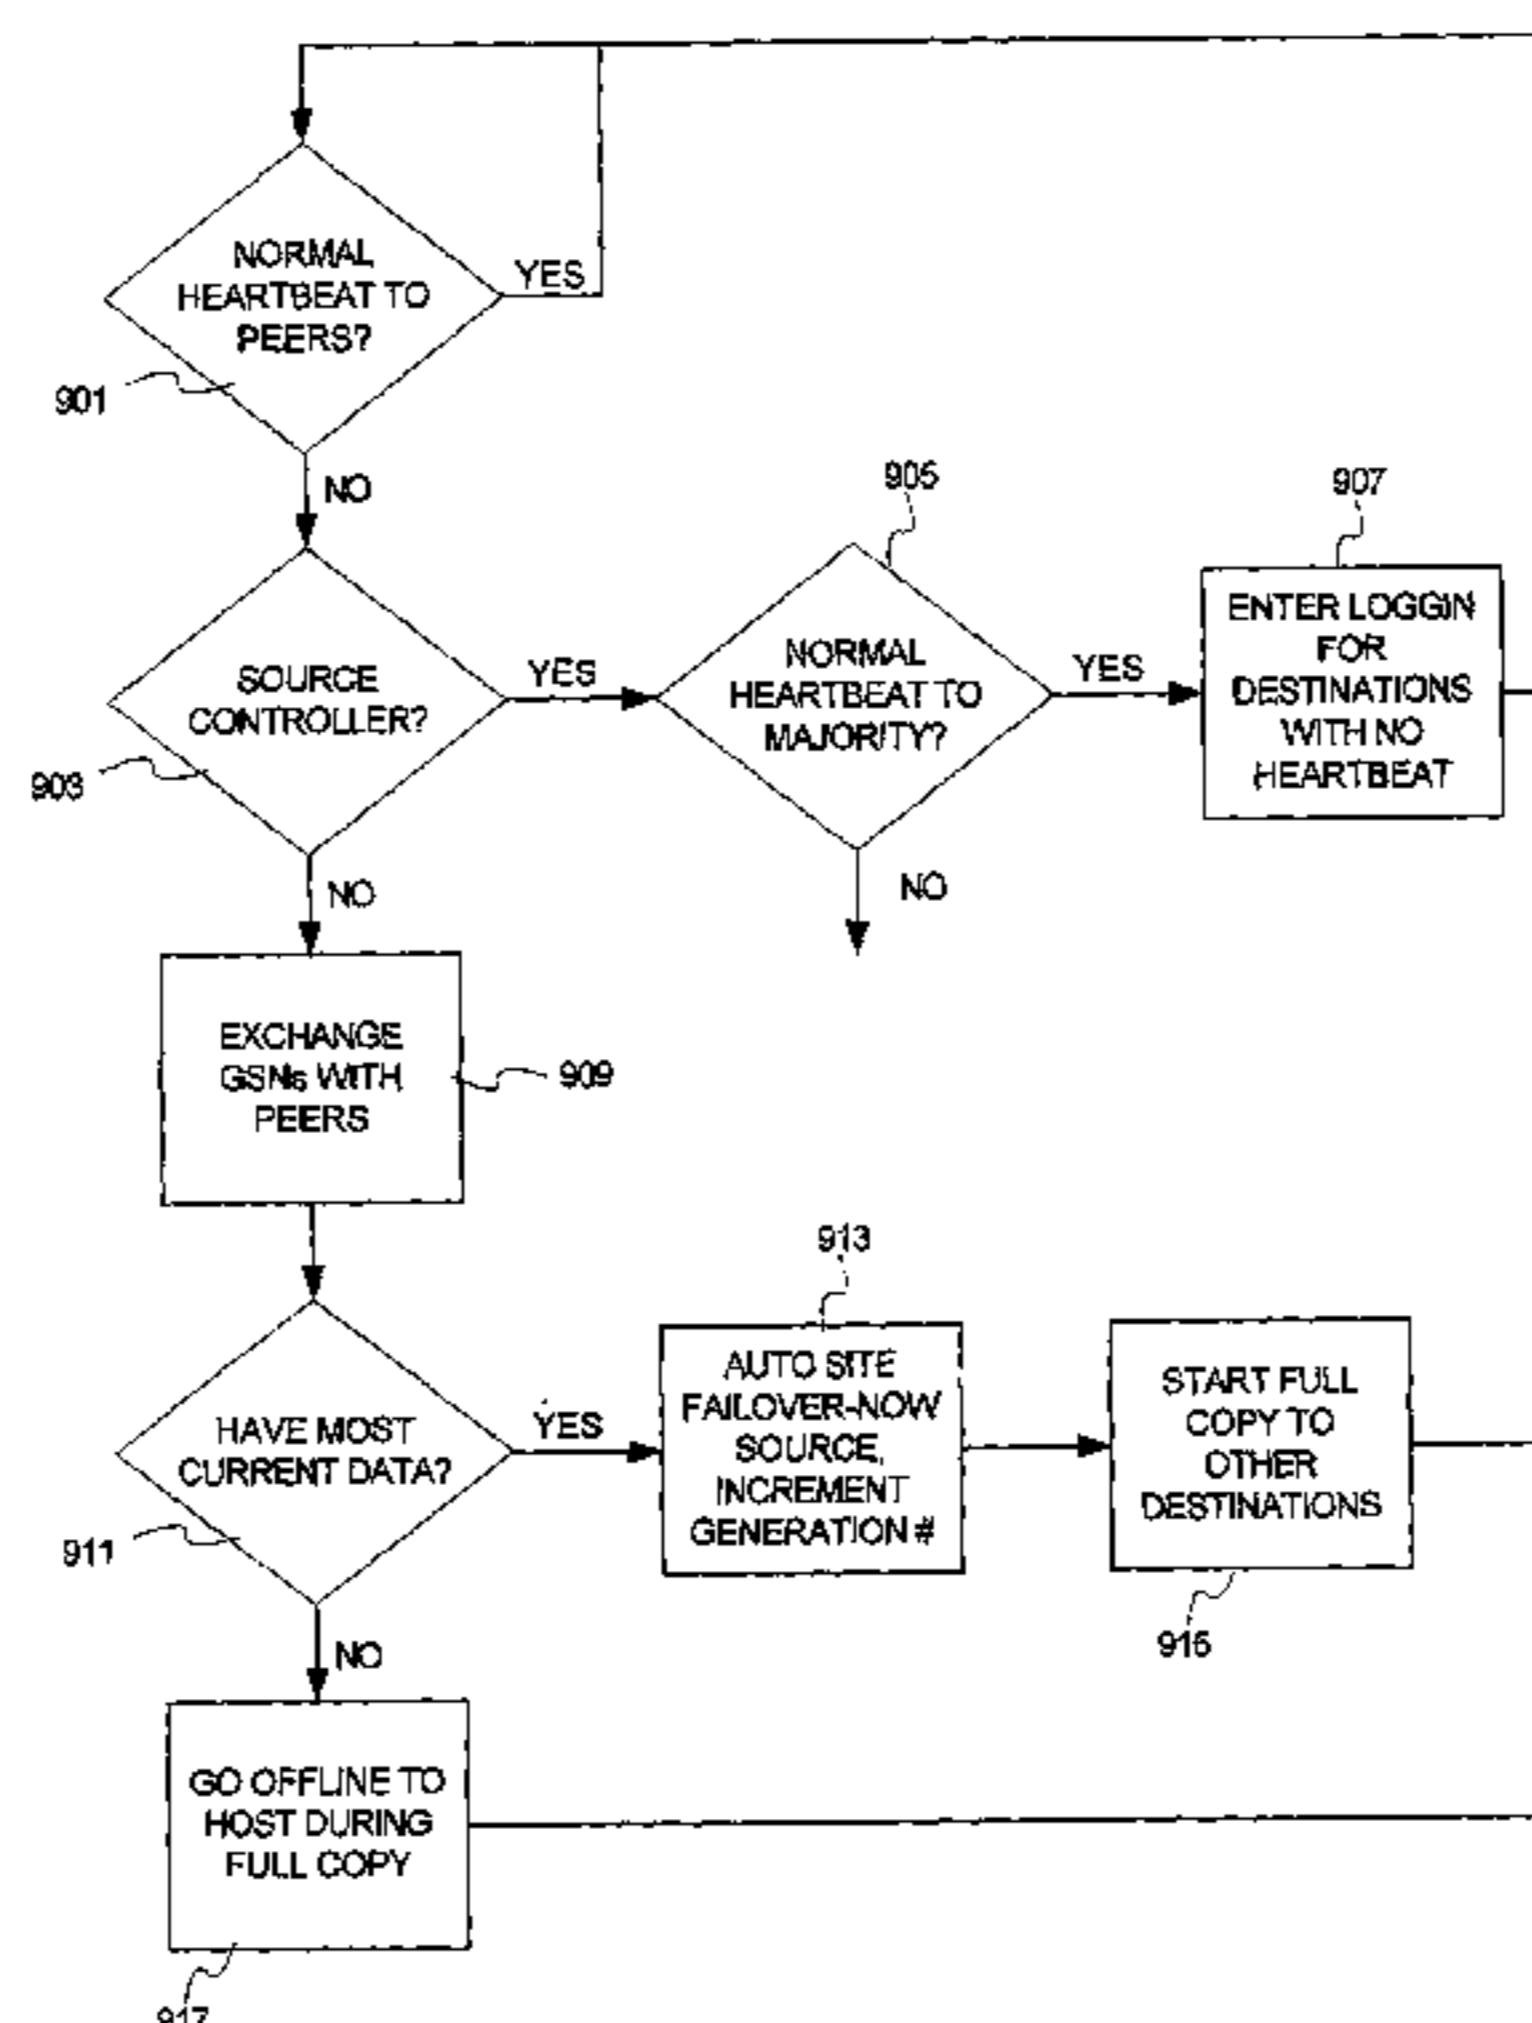 NORMAL
HEARTBEAT TO
PEERS?
YES
901
NO
905
907
SOURCE
CONTROLLER?
YES
903
NORMAL
HEARTBEAT TO
MAJORITY?
YES
ENTER LOGGIN
FOR
DESTINATIONS
WITH NO
HEARTBEAT
NO
NO
EXCHANGE
GSNs WITH
PEERS
909
913
HAVE MOST
CURRENT DATA?
YES
911
AUTO SITE
FAILOVER-NOW
SOURCE,
INCREMENT
GENERATION #
START FULL
COPY TO
OTHER
DESTINATIONS
915
NO
GO OFFLINE TO
HOST DURING
FULL COPY
917